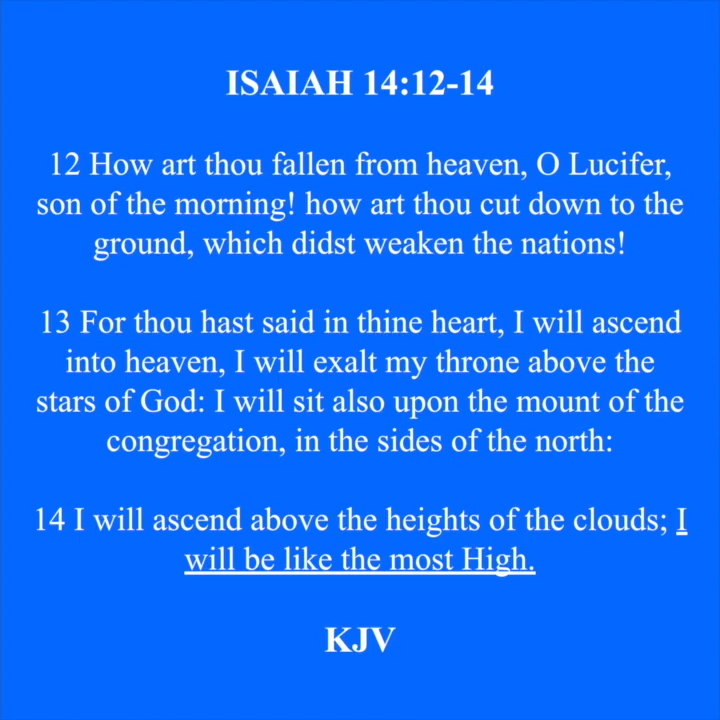 ISAIAH 14:12-14
12 How art thou fallen from heaven, O Lucifer,
son of the morning! how art thou cut down to the
ground, which didst weaken the nations!
13 For thou hast said in thine heart, I will ascend
into heaven, I will exalt my throne above the
stars of God: I will sit also upon the mount of the
congregation, in the sides of the north:
14 I will ascend above the heights of the clouds; I
will be like the most High.
KJV